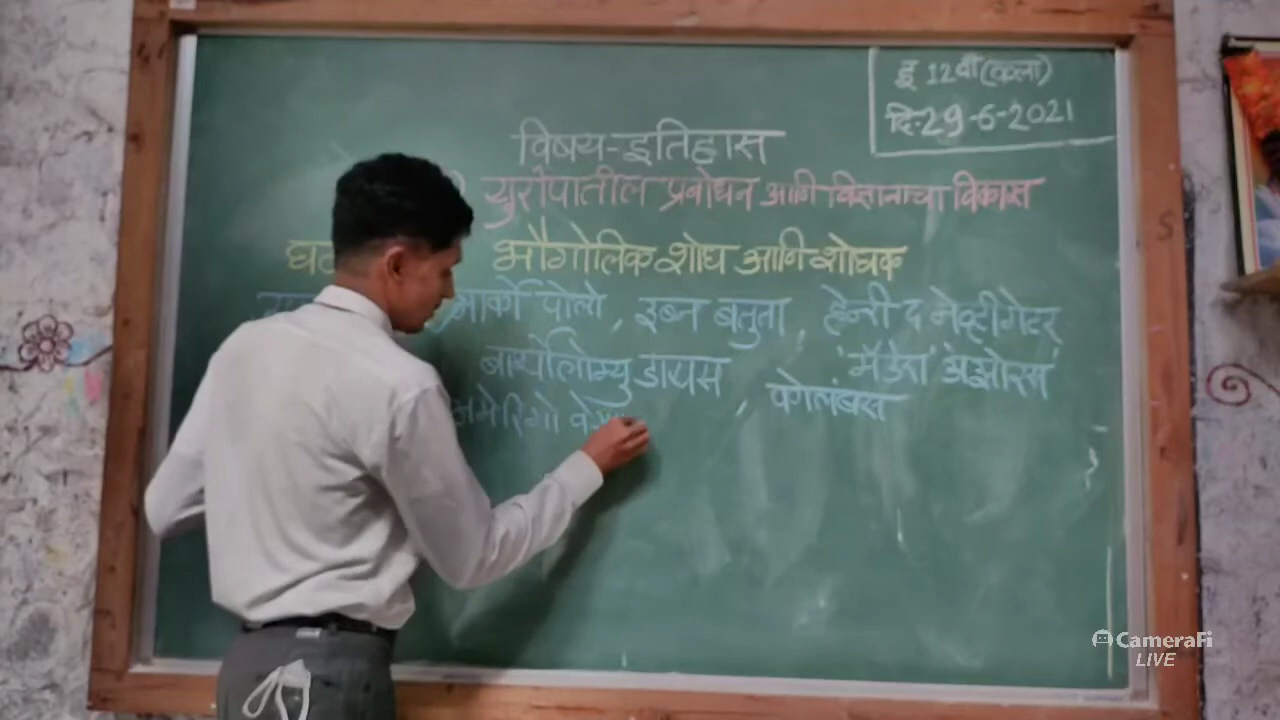 इ 12वी (कला)
दि.29-6-2021
विषय-इतिहास
युरोपातील प्रबोधन आणि विज्ञानाचा विकास
भौगोलिक शोध आणि शोधक
मार्को पोलो, इब्न बतुता, हेन्री द नेव्हीगेटर
बार्थोलोम्यु डायस 'मैडेरा' अझोरस
कोलंबस
अमेरिगो
CameraFi
LIVE